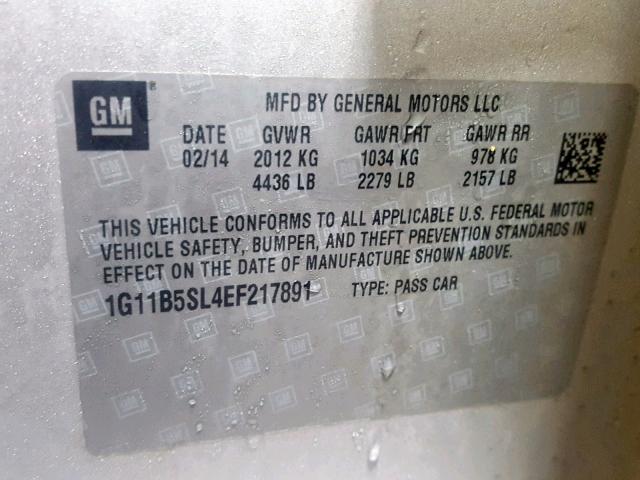 GM®
MFD BY GENERAL MOTORS LLC
DATE GVWR GAWR FRT GAWR RR
02/14 2012 KG 1034 KG 978 KG
4436 LB 2279 LB 2157 LB
THIS VEHICLE CONFORMS TO ALL APPLICABLE U.S. FEDERAL MOTOR
VEHICLE SAFETY, BUMPER, AND THEFT PREVENTION STANDARDS IN
EFFECT ON THE DATE OF MANUFACTURE SHOWN ABOVE.
1G11B5SL4EF217891 TYPE: PASS CAR